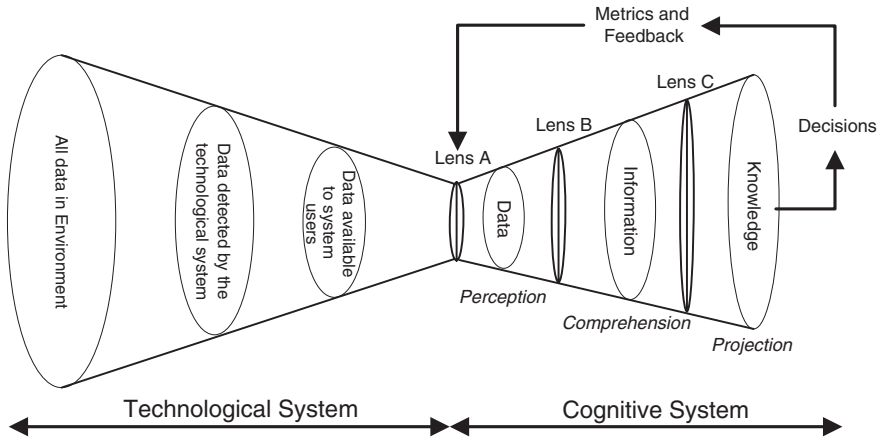 Metrics and
Feedback
Lens C
Lens B
Lens A
Decisions
All data in Environment
Data detected by the
technological system
Data available
to system
users
Data
Information
Knowledge
Perception
Comprehension
Projection
Technological System
Cognitive System